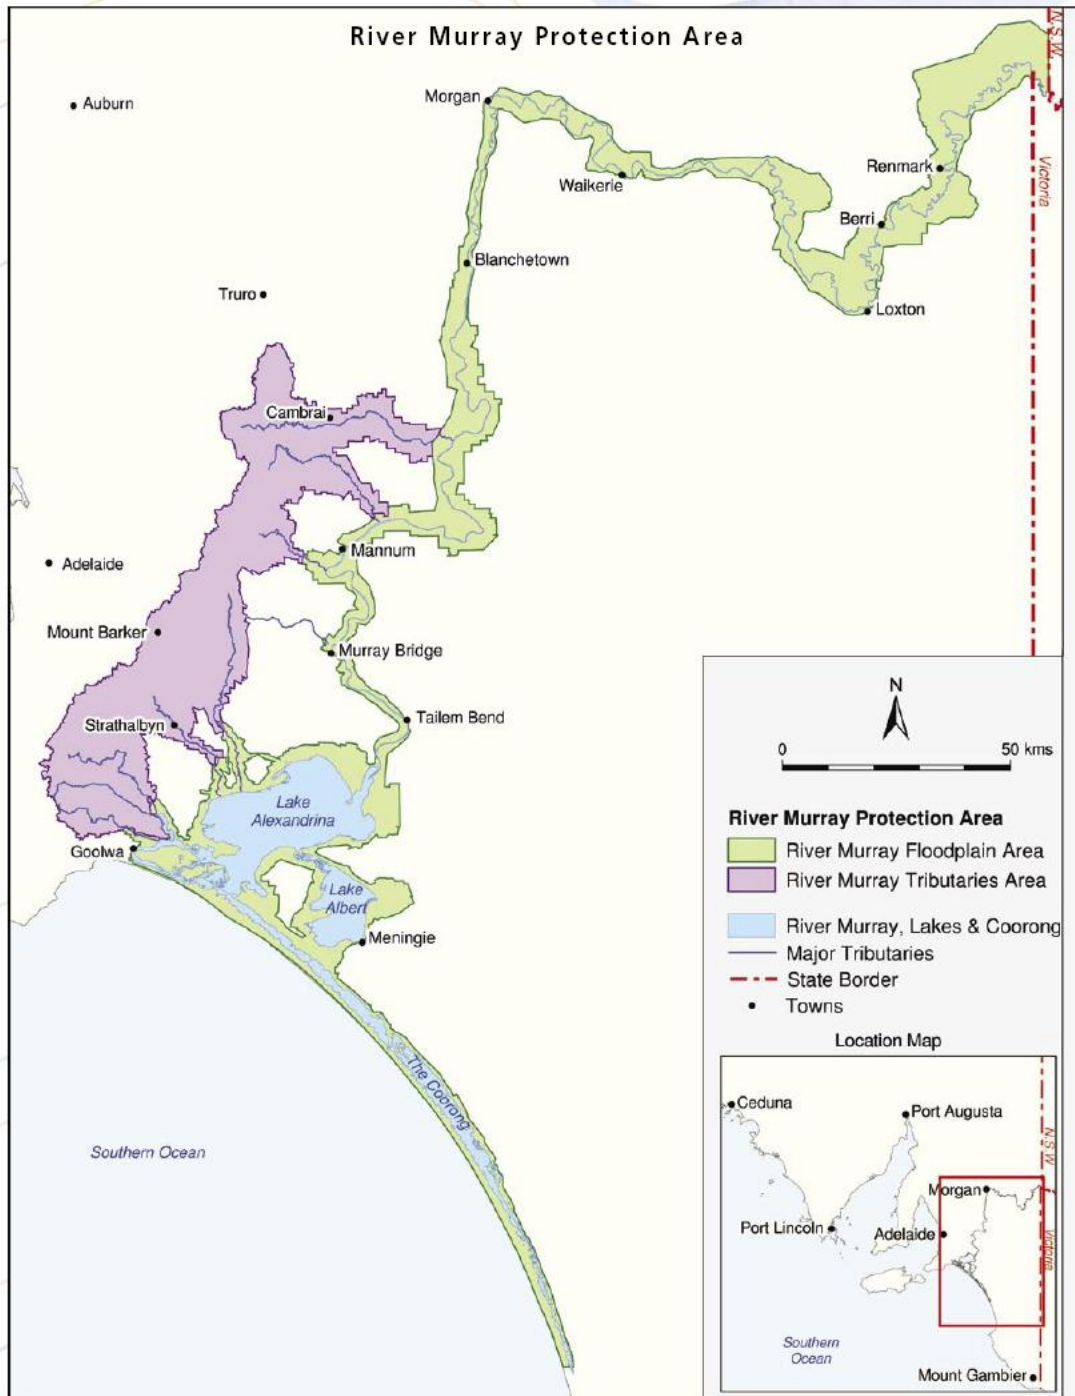 River Murray Protection Area
N.S.W.
Auburn
Morgan
Victoria
Renmark
Waikerie
Berri
Blanchetown
Truro
Loxton
Cambrai
Mannum
Adelaide
Mount Barker
Murray Bridge
Tailem Bend
Strathalbyn
Lake
Alexandrina
Goolwa
Lake
Albert
Meningie
The Coorong
Southern Ocean
N
0 50 kms
River Murray Protection Area
River Murray Floodplain Area
River Murray Tributaries Area
River Murray, Lakes & Coorong
Major Tributaries
State Border
Towns
Location Map
Ceduna
Port Augusta
N.S.W
Morgan
Port Lincoln
Adelaide
Victoria
Southern
Ocean
Mount Gambier